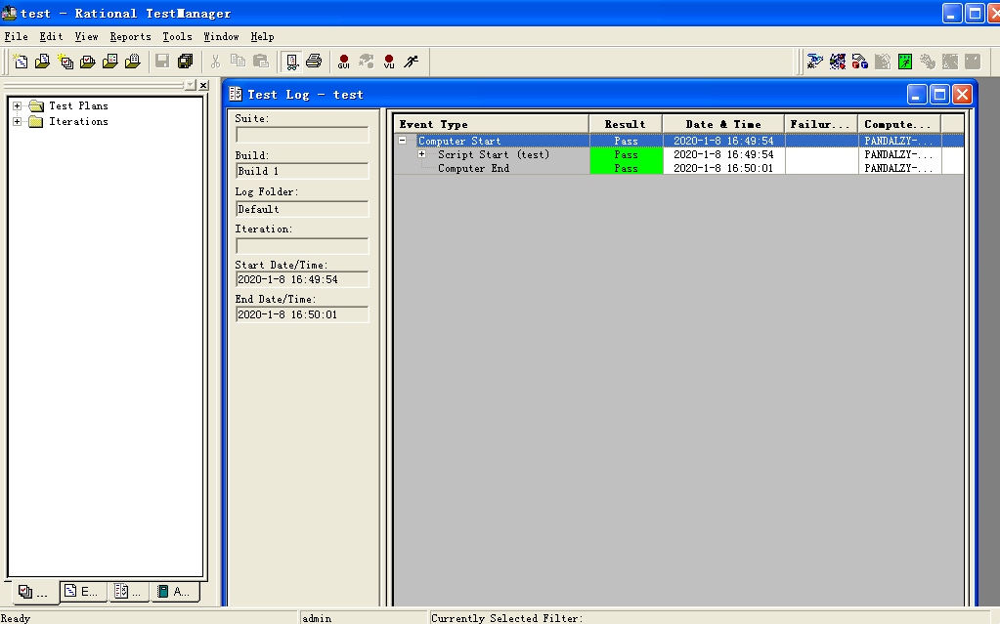 test - Rational TestManager
File Edit View Reports Tools Window Help
GUI VU
Test Plans
Iterations
Test Log - test
Suite:
Build:
Build 1
Log Folder:
Default
Iteration:
Start Date/Time:
2020-1-8 16:49:54
End Date/Time:
2020-1-8 16:50:01
Event Type Result Date & Time Failur... Compute...
Computer Start Pass 2020-1-8 16:49:54 PANDALZY-...
Script Start (test) Pass 2020-1-8 16:49:54 PANDALZY-...
Computer End Pass 2020-1-8 16:50:01 PANDALZY-...
... E... ... A...
Ready admin Currently Selected Filter: